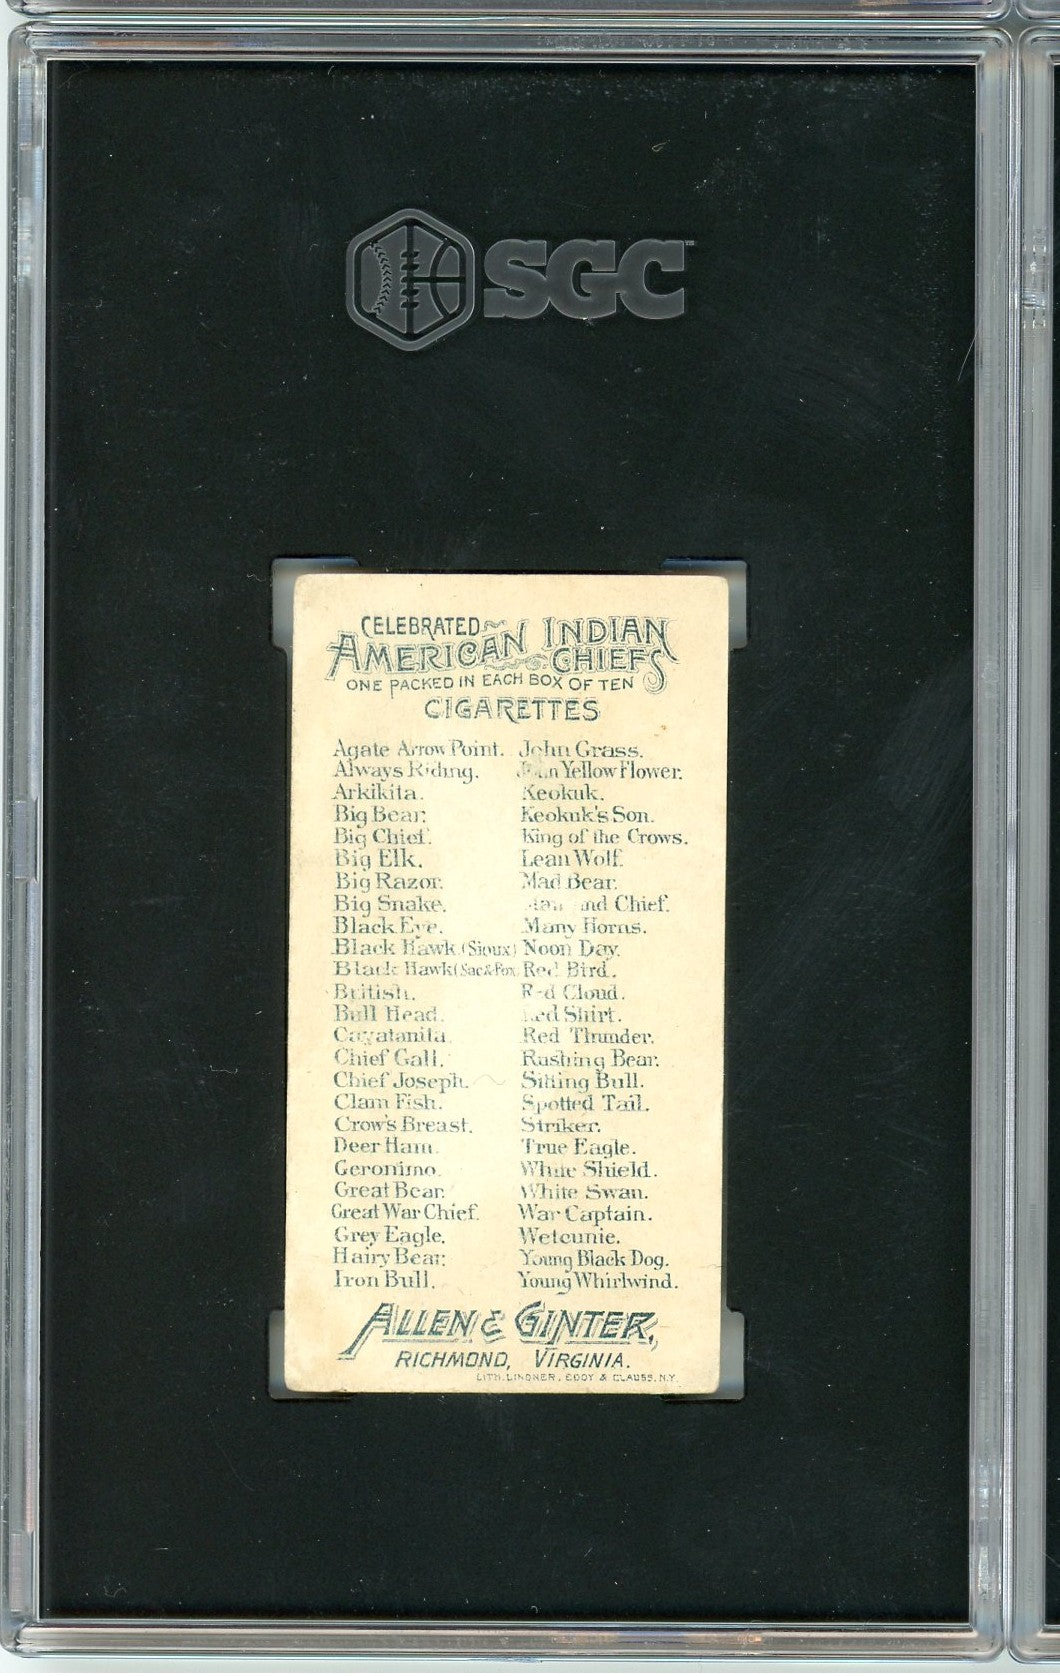 SGC™
CELEBRATED
AMERICAN INDIAN
CHIEFS
ONE PACKED IN EACH BOX OF TEN
CIGARETTES
Agate Arrow Point.
Always Riding.
Arkikita.
Big Bear.
Big Chief.
Big Elk.
Big Razor.
Big Snake.
Black Eye.
Black Hawk (Sioux)
Black Hawk (Sac & Fox
British.
Bull Head.
Cayatanita
Chief Gall.
Chief Joseph.
Clam Fish.
Crow's Breast.
Deer Ham.
Geronimo.
Great Bear.
Great War Chief.
Grey Eagle.
Hairy Bear.
Iron Bull.
John Grass.
Yellow Flower.
Keokuk.
Keokuk's Son.
King of the Crows.
Lean Wolf.
Mad Bear.
Chief.
Many Horns.
Noon Day.
Red Bird.
Red Cloud.
Red Shirt.
Red Thunder.
Rushing Bear.
Sitting Bull.
Spotted Tail.
Striker.
True Eagle.
White Shield.
White Swan.
War Captain.
Wetcunie.
Young Black Dog.
Young Whirlwind.
ALLEN & GINTER,
RICHMOND, VIRGINIA.
LITH. LINDNER, EDDY & CLAUSS. N.Y.